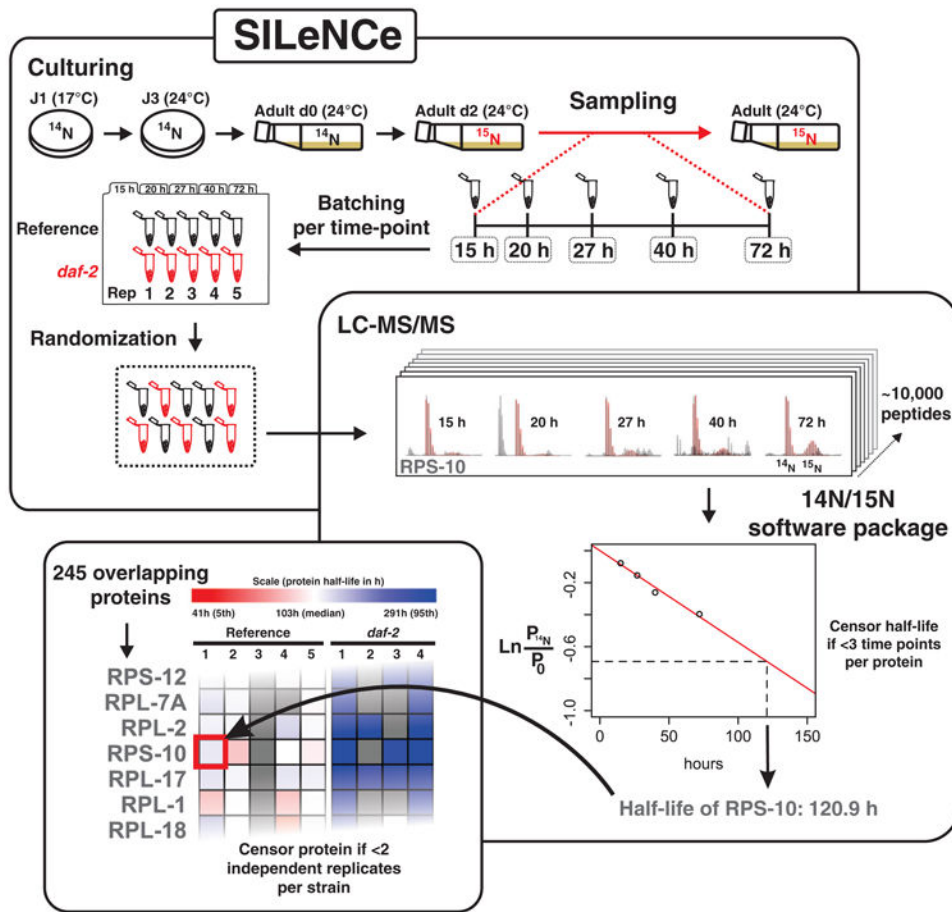 SILeNCe
Culturing
J1 (17°C)
J3 (24°C)
Adult d0 (24°C)
Adult d2 (24°C)
Sampling
Adult (24°C)
14N
14N
14N
15N
15N
15 h
20 h
27 h
40 h
72 h
Batching
per time-point
15 h
20 h
27 h
40 h
72 h
Reference
daf-2
Rep 1 2 3 4 5
Randomization
LC-MS/MS
15 h
20 h
27 h
40 h
72 h
RPS-10
14N 15N
~10,000
peptides
14N/15N
software package
Ln P14N/P0
-0.2
-0.6
-1.0
0 50 100 150
hours
Censor half-life
if <3 time points
per protein
Half-life of RPS-10: 120.9 h
245 overlapping
proteins
Scale (protein half-life in h)
41h (5th) 103h (median) 291h (95th)
Reference daf-2
1 2 3 4 5 1 2 3 4
RPS-12
RPL-7A
RPL-2
RPS-10
RPL-17
RPL-1
RPL-18
Censor protein if <2
independent replicates
per strain